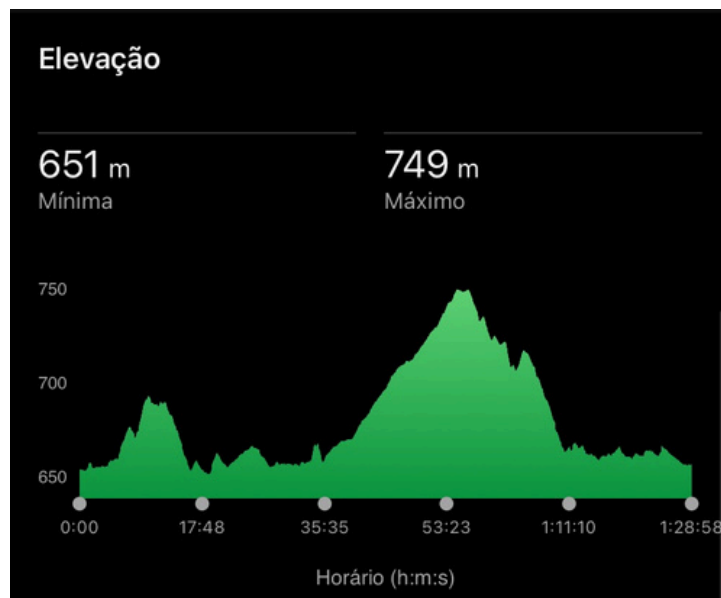 Elevação
651 m 749 m
Mínima Máximo
750
700
650
0:00 17:48 35:35 53:23 1:11:10 1:28:58
Horário (h:m:s)